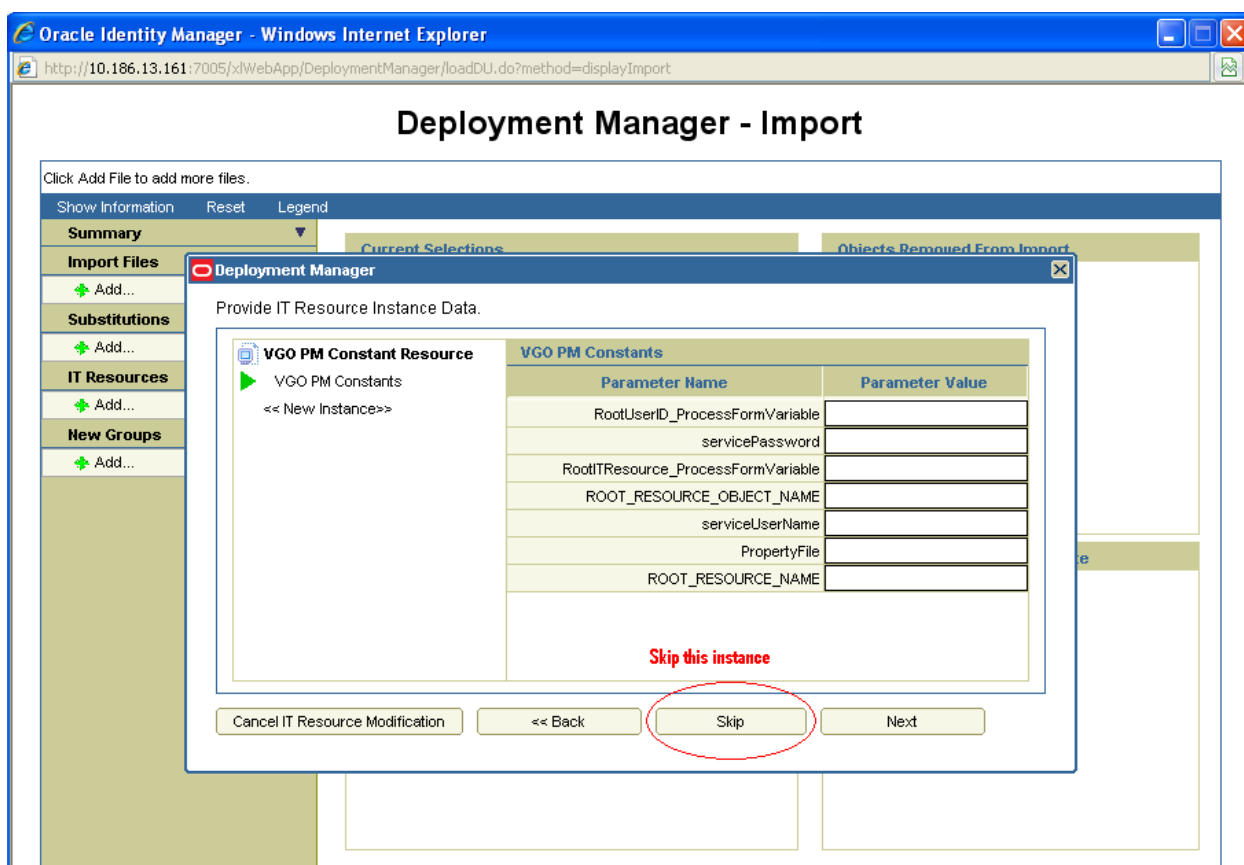 Oracle Identity Manager - Windows Internet Explorer
http://10.186.13.161:7005/xlWebApp/DeploymentManager/loadDU.do?method=displayImport
Deployment Manager - Import
Click Add File to add more files.
Show Information Reset Legend
Summary
Import Files
Add...
Substitutions
Add...
IT Resources
Add...
New Groups
Add...
Current Selections
Objects Removed From Import
Deployment Manager
Provide IT Resource Instance Data.
VGO PM Constant Resource
VGO PM Constants
<< New Instance>>
VGO PM Constants
Parameter Name Parameter Value
RootUserID_ProcessFormVariable
servicePassword
RootITResource_ProcessFormVariable
ROOT_RESOURCE_OBJECT_NAME
serviceUserName
PropertyFile
ROOT_RESOURCE_NAME
Skip this instance
Cancel IT Resource Modification << Back Skip Next